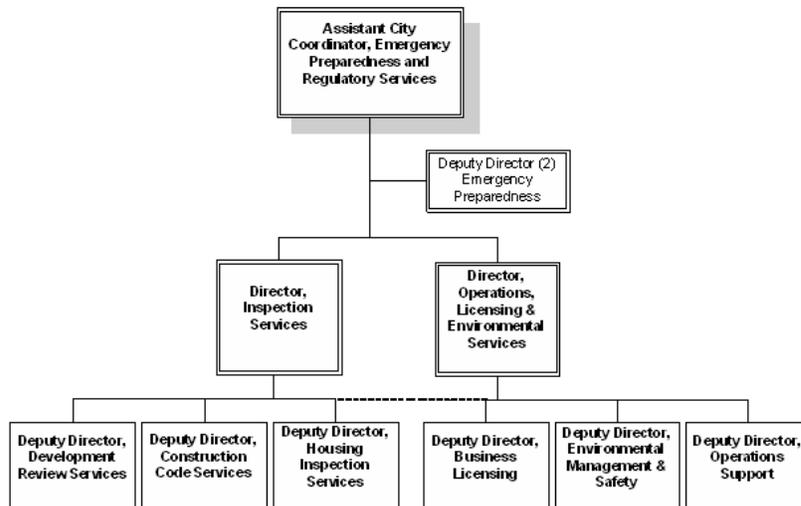 Assistant City
Coordinator, Emergency
Preparedness and
Regulatory Services
Deputy Director (2)
Emergency
Preparedness
Director,
Inspection
Services
Director,
Operations,
Licensing &
Environmental
Services
Deputy Director,
Development
Review Services
Deputy Director,
Construction
Code Services
Deputy Director,
Housing
Inspection
Services
Deputy Director,
Business
Licensing
Deputy Director,
Environmental
Management &
Safety
Deputy Director,
Operations
Support